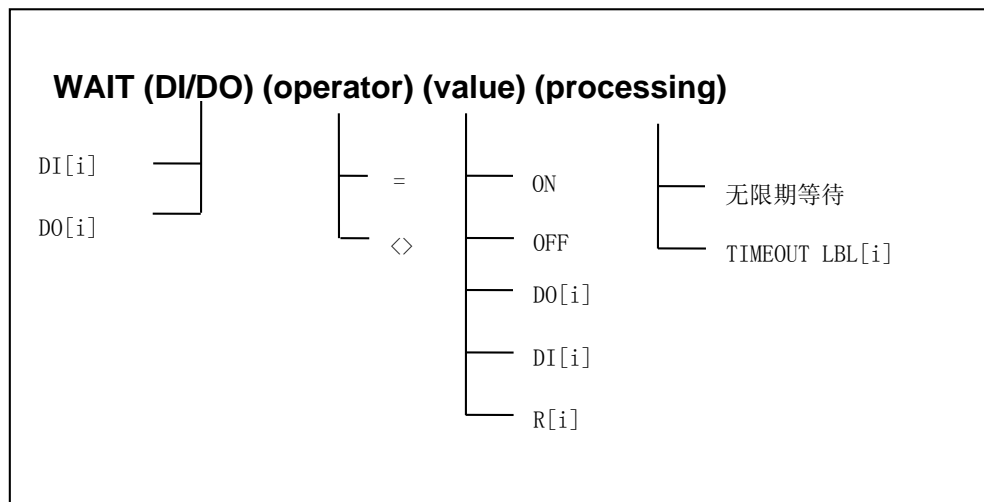 WAIT (DI/DO) (operator) (value) (processing)
DI[i]
DO[i]
=
<>
ON
OFF
DO[i]
DI[i]
R[i]
无限期等待
TIMEOUT LBL[i]